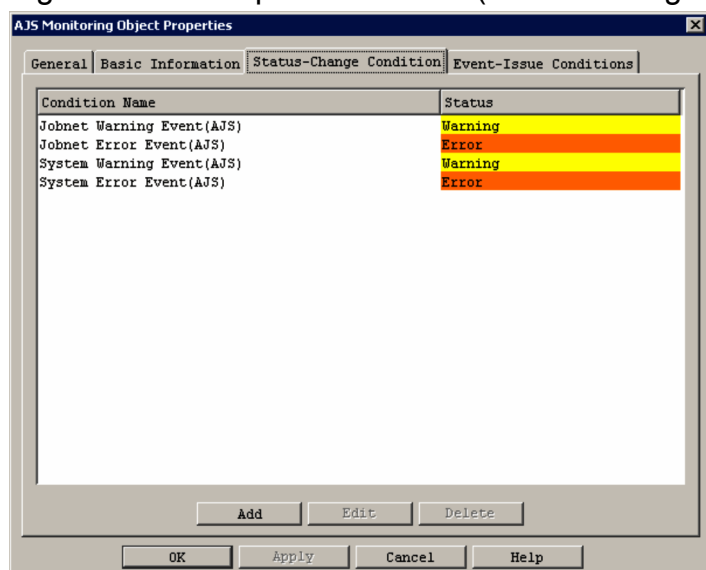 AJS Monitoring Object Properties
General Basic Information Status-Change Condition Event-Issue Conditions
Condition Name Status
Jobnet Warning Event(AJS) Warning
Jobnet Error Event(AJS) Error
System Warning Event(AJS) Warning
System Error Event(AJS) Error
Add Edit Delete
OK Apply Cancel Help